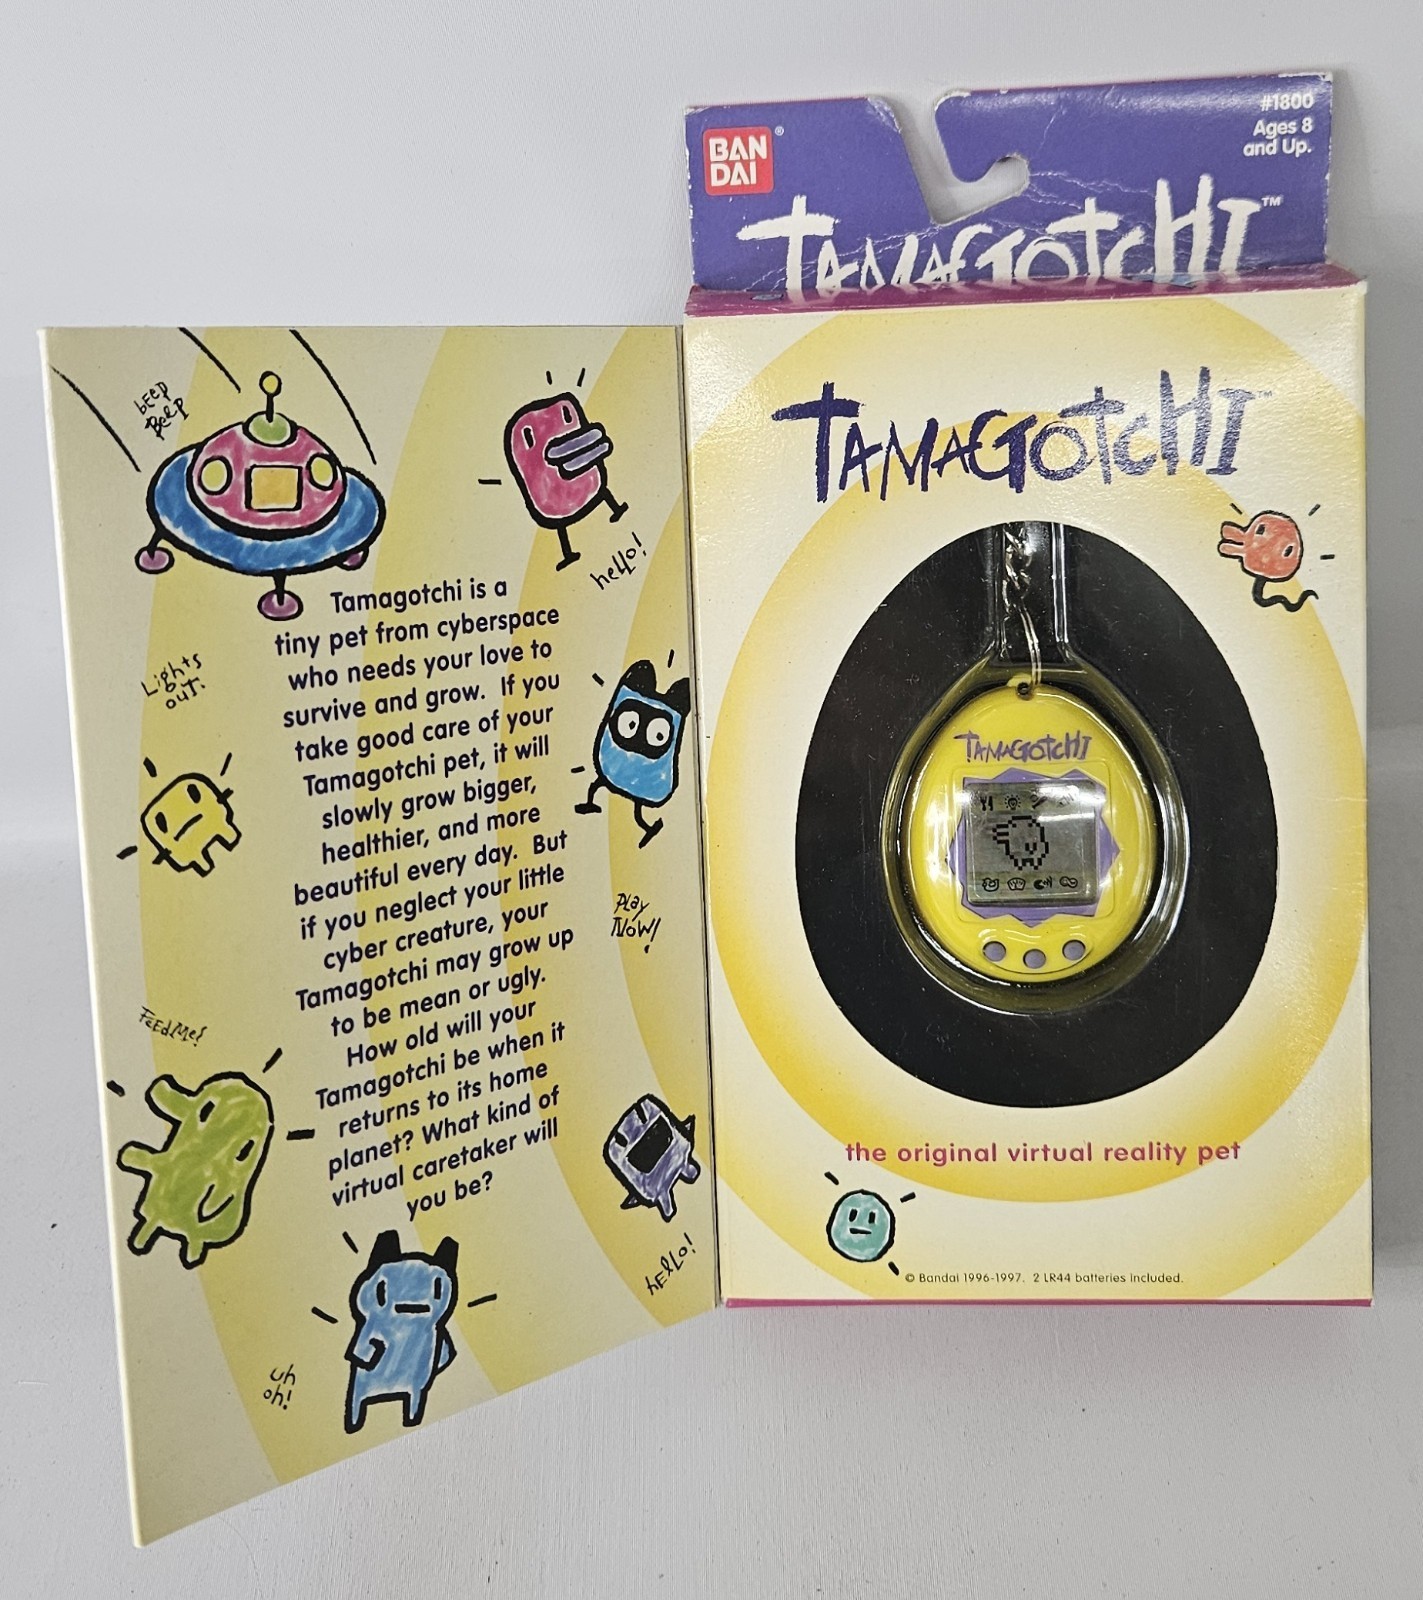 BAN
DAI
®
#1800
Ages 8
and Up.
TAMAGOTCHI™
bEEp
BEEp
hello!
Tamagotchi is a
tiny pet from cyberspace
who needs your love to
survive and grow. If you
take good care of your
Tamagotchi pet, it will
slowly grow bigger,
healthier, and more
beautiful every day. But
if you neglect your little
cyber creature, your
Tamagotchi may grow up
to be mean or ugly.
How old will your
Tamagotchi be when it
returns to its home
planet? What kind of
virtual caretaker will
you be?
Lights
out!
PLAY
NOW!
FEEdMe!
hELLo!
uh
oh!
TAMAGOTCHI™
TAMAGOTCHI
the original virtual reality pet
© Bandai 1996-1997. 2 LR44 batteries included.